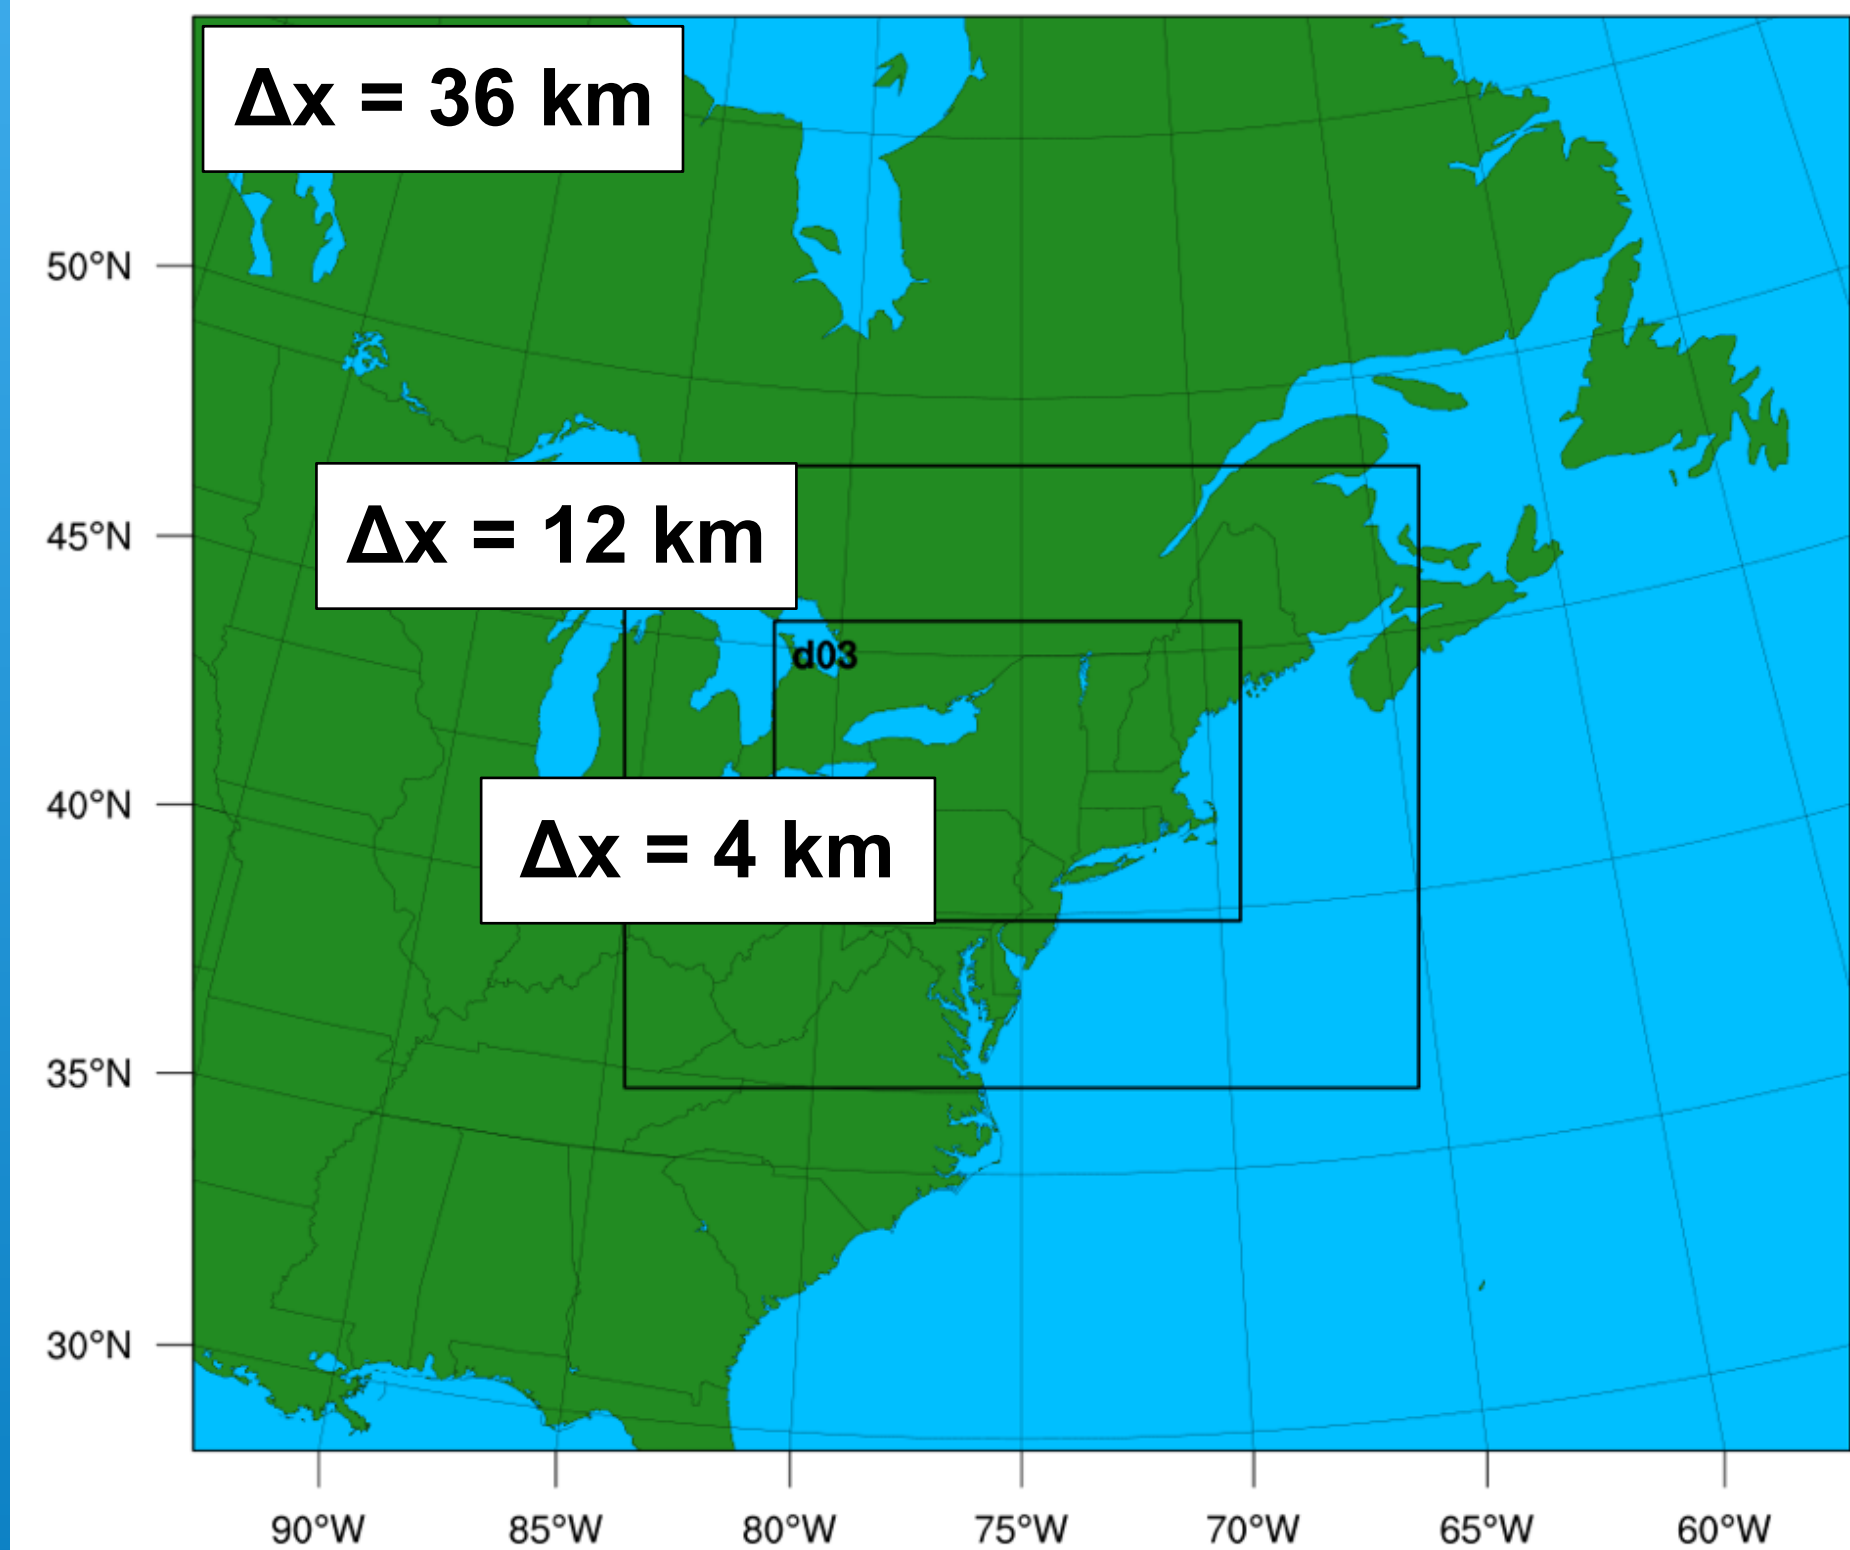 Δx = 36 km
50°N
45°N
Δx = 12 km
d03
40°N
Δx = 4 km
35°N
30°N
90°W 85°W 80°W 75°W 70°W 65°W 60°W